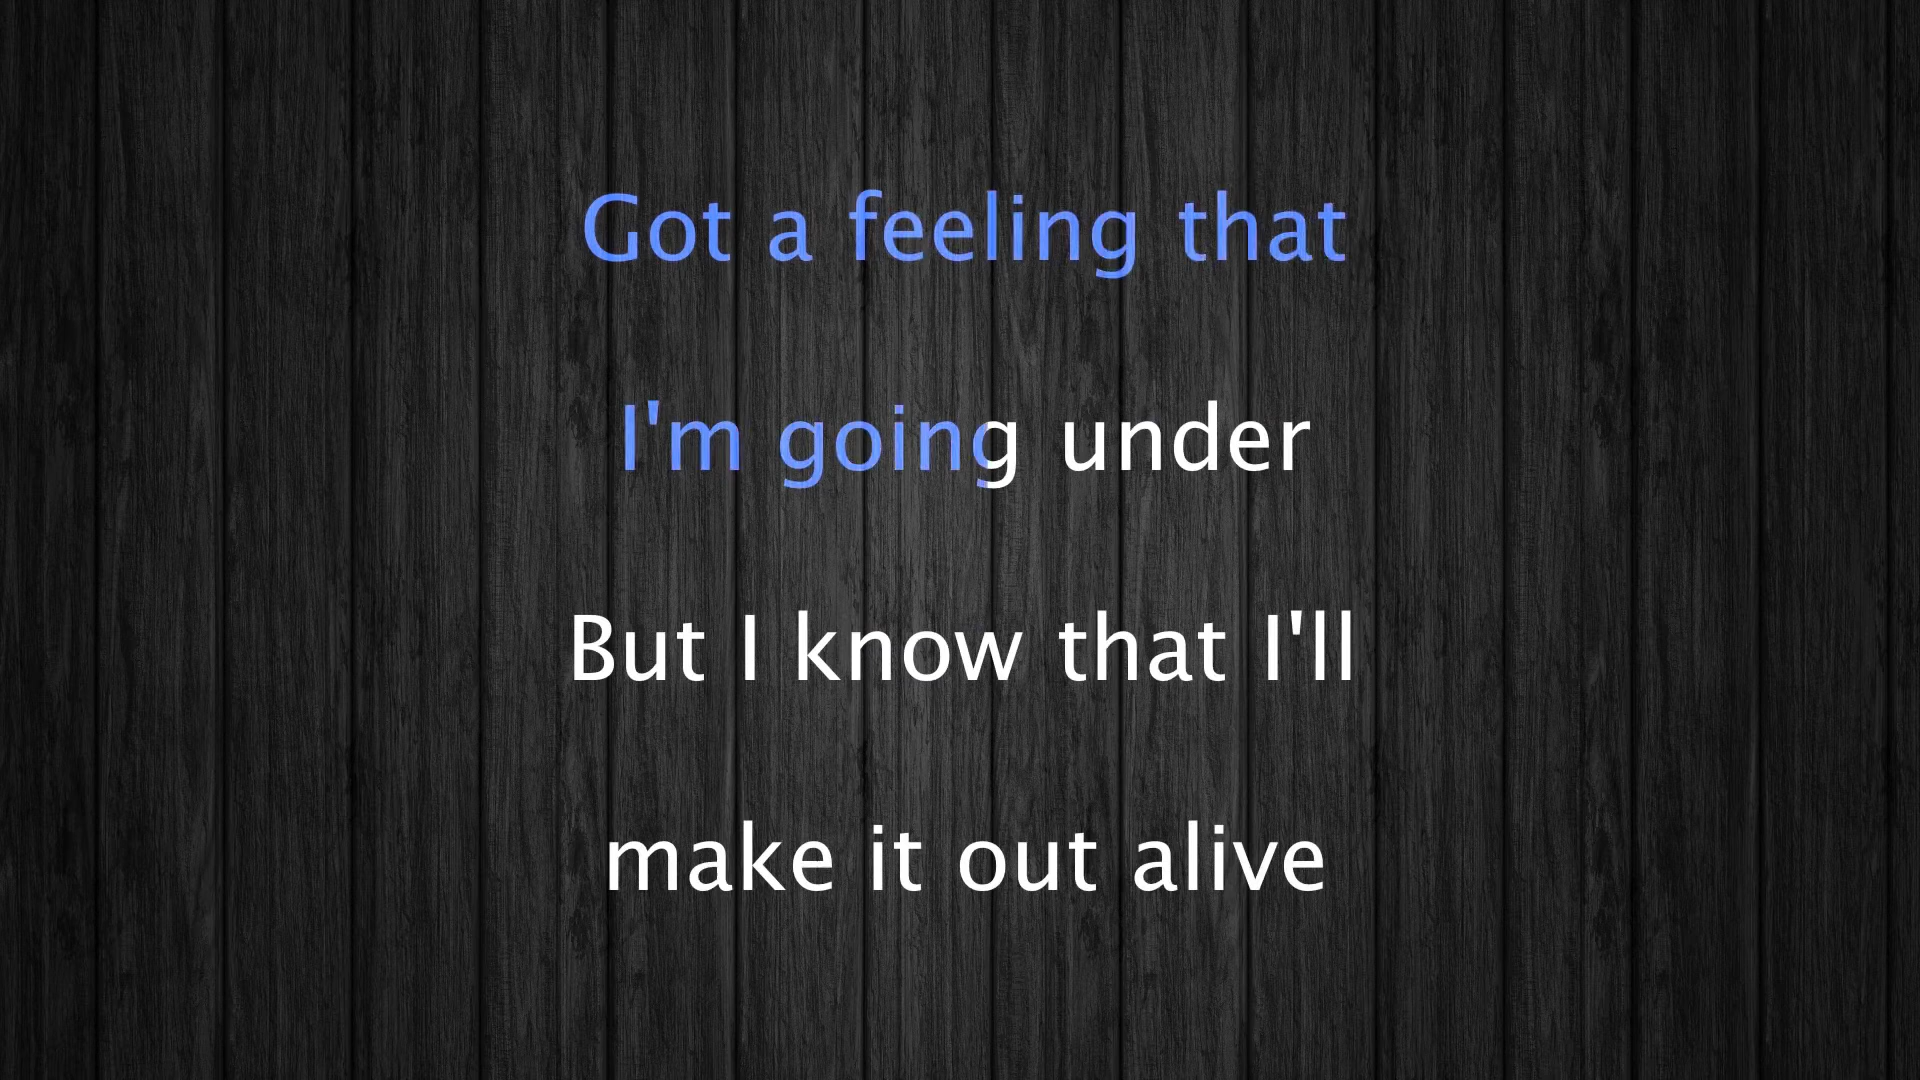 Got a feeling that
I'm going under
But I know that I'll
make it out alive